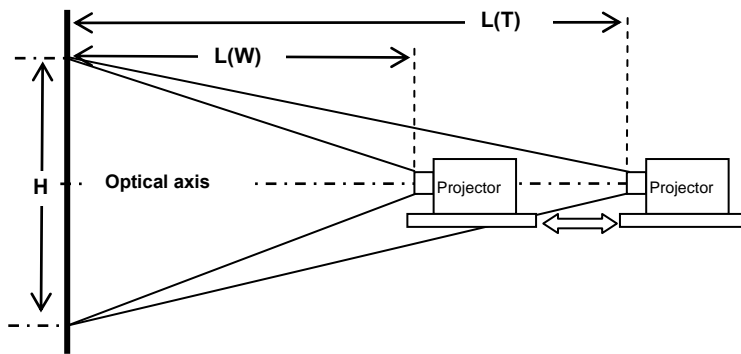 L(T)
L(W)
H
Optical axis
Projector
Projector